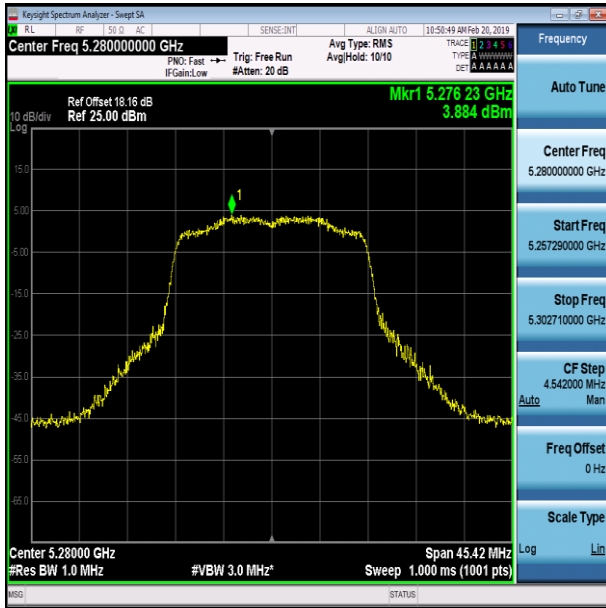 Keysight Spectrum Analyzer - Swept SA
RL RF 50 Ω AC SENSE:INT ALIGN AUTO 10:50:49 AM Feb 20, 2019
Center Freq 5.280000000 GHz
PNO: Fast
IFGain:Low
Trig: Free Run
#Atten: 20 dB
Avg Type: RMS
Avg|Hold: 10/10
TRACE 1 2 3 4 5 6
TYPE A WWWWW
DET A A A A A A
Mkr1 5.276 23 GHz
3.884 dBm
Ref Offset 18.16 dB
10 dB/div Ref 25.00 dBm
Log
1
15.0
5.00
-5.00
-15.0
-25.0
-35.0
-45.0
-55.0
-65.0
Center 5.28000 GHz Span 45.42 MHz
#Res BW 1.0 MHz #VBW 3.0 MHz* Sweep 1.000 ms (1001 pts)
MSG STATUS
Frequency
Auto Tune
Center Freq
5.280000000 GHz
Start Freq
5.257290000 GHz
Stop Freq
5.302710000 GHz
CF Step
4.542000 MHz
Auto Man
Freq Offset
0 Hz
Scale Type
Log Lin